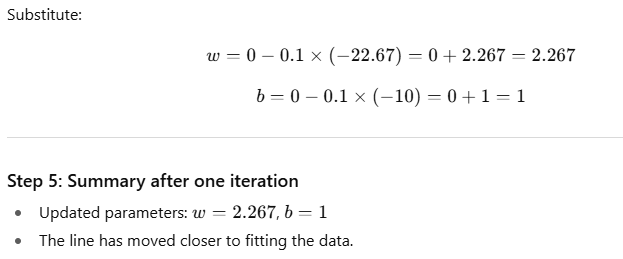 Substitute:
w = 0 − 0.1 × (−22.67) = 0 + 2.267 = 2.267
b = 0 − 0.1 × (−10) = 0 + 1 = 1
Step 5: Summary after one iteration
• Updated parameters: w = 2.267, b = 1
• The line has moved closer to fitting the data.